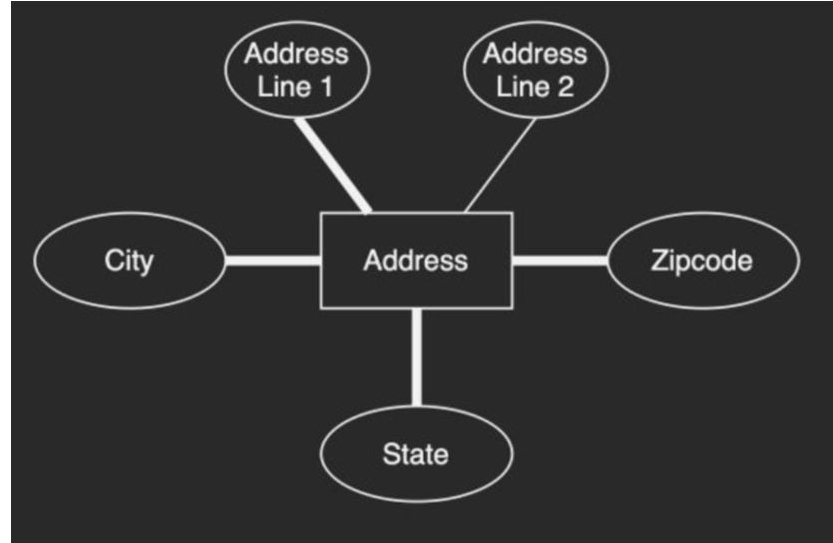 Address
Line 1
Address
Line 2
City
Address
Zipcode
State